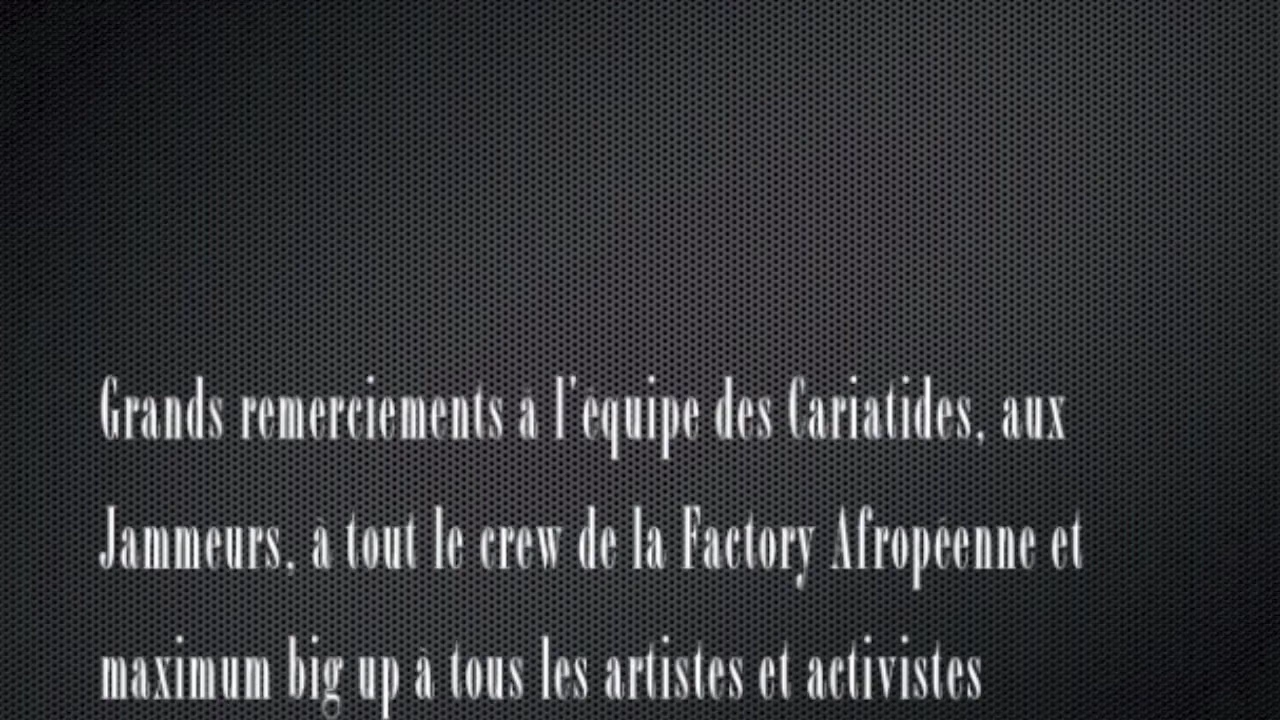 Grands remerciements à l'équipe des Cariatides, aux
Jammeurs, à tout le crew de la Factory Afropéenne et
maximum big up à tous les artistes et activistes